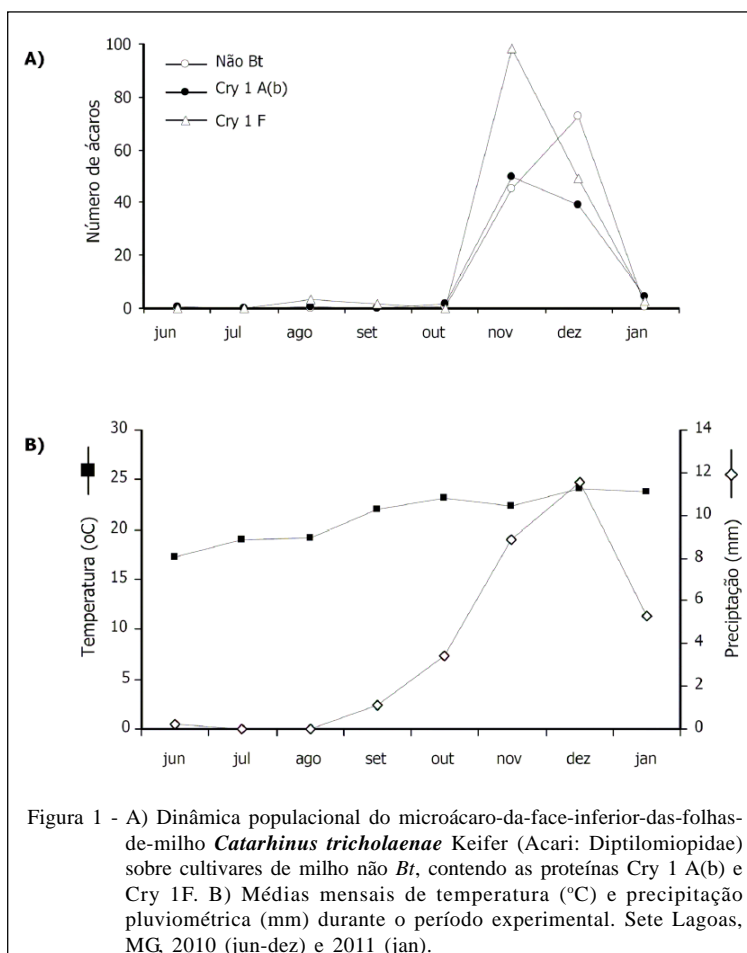 A)
Número de ácaros
100
80
60
40
20
0
Não Bt
Cry 1 A(b)
Cry 1 F
jun jul ago set out nov dez jan
B)
Temperatura (oC)
30
25
20
15
10
5
0
14
12
10
8
6
4
2
0
Preciptação (mm)
jun jul ago set out nov dez jan
Figura 1 - A) Dinâmica populacional do microácaro-da-face-inferior-das-folhas-
de-milho Catarhinus tricholaenae Keifer (Acari: Diptilomiopidae)
sobre cultivares de milho não Bt, contendo as proteínas Cry 1 A(b) e
Cry 1F. B) Médias mensais de temperatura (ºC) e precipitação
pluviométrica (mm) durante o período experimental. Sete Lagoas,
MG, 2010 (jun-dez) e 2011 (jan).